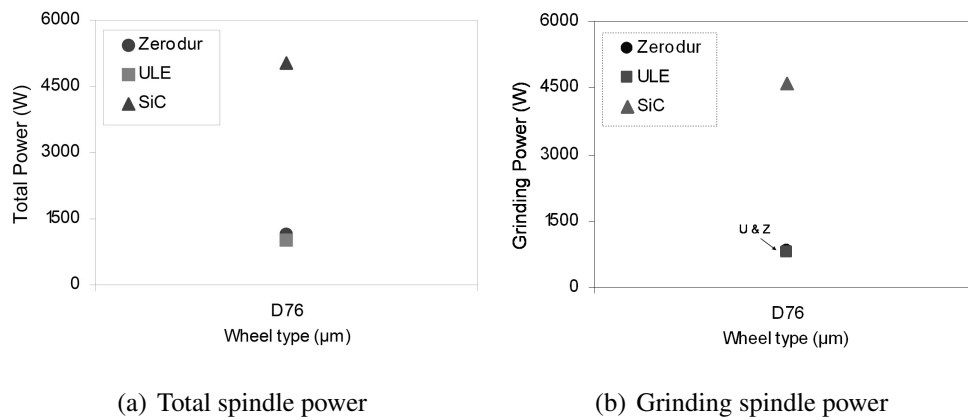 6000
4500
3000
1500
0
Total Power (W)
Zerodur
ULE
SiC
D76
Wheel type (μm)
(a) Total spindle power
6000
4500
3000
1500
0
Grinding Power (W)
Zerodur
ULE
SiC
U & Z
D76
Wheel type (μm)
(b) Grinding spindle power